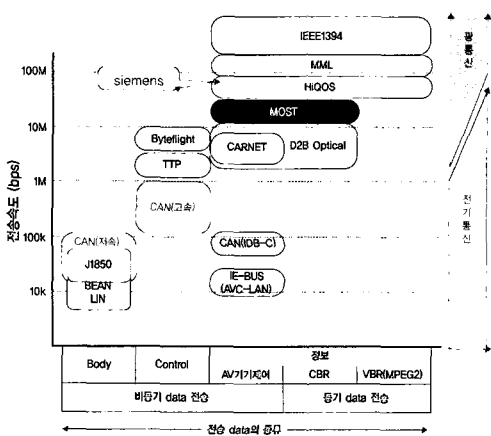 IEEE1394
MML
HiQOS
siemens
MOST
Byteflight
CARNET
D2B Optical
TTP
CAN(고속)
CAN(저속)
CAN(IDB-C)
J1850
IE-BUS
(AVC-LAN)
BEAN
LIN
100M
10M
1M
100k
10k
전송속도 (bps)
광통신
전기통신
Body
Control
정보
AV기기제어
CBR
VBR(MPEG2)
비동기 data 전송
동기 data 전송
전송 data의 종류